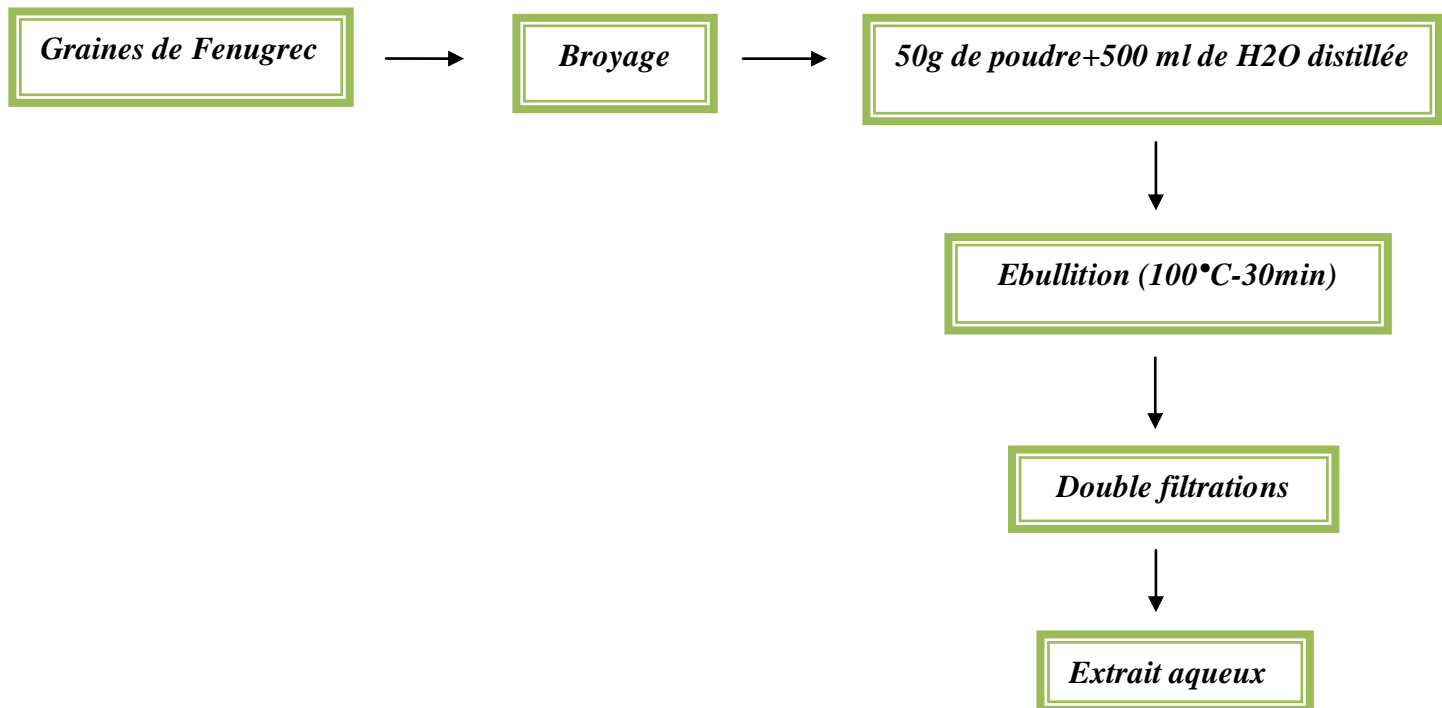 Graines de Fenugrec
Broyage
50g de poudre+500 ml de H2O distillée
Ebullition (100°C-30min)
Double filtrations
Extrait aqueux